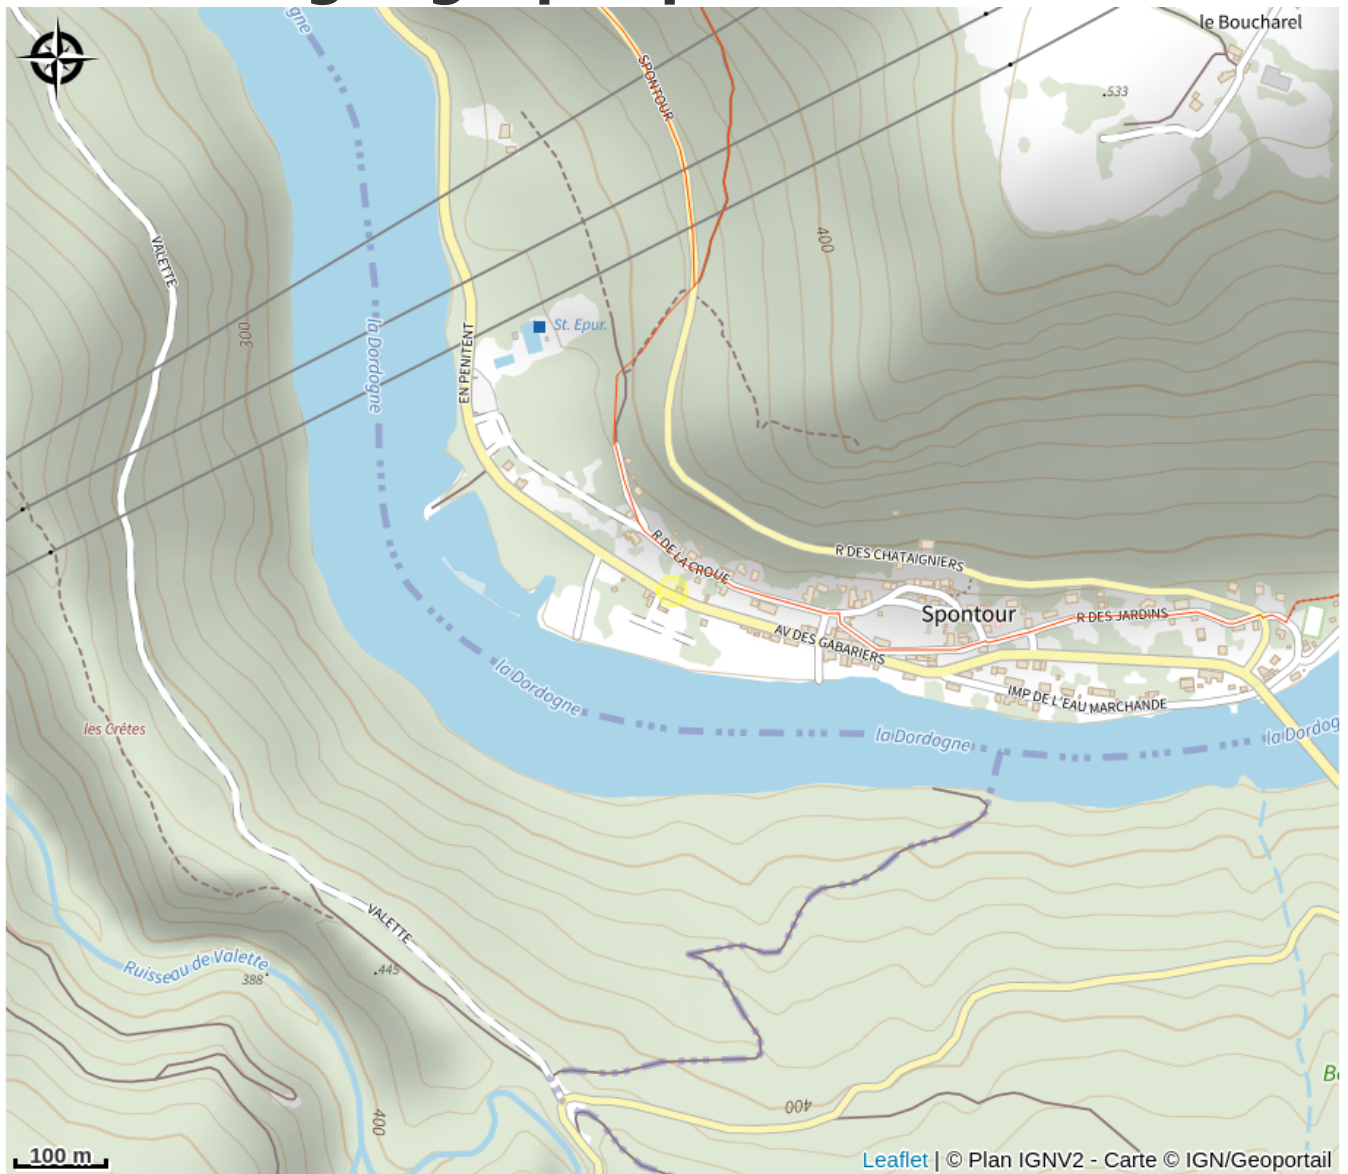 le Boucharel
gne
SPONTOUR
533
VALETTE
400
300
la Dordogne
EN PENITENT
St. Epur.
R DE LA CROUE
R DES CHATAIGNIERS
Spontour
R DES JARDINS
AV DES GABARIERS
la Dordogne
IMP DE L'EAU MARCHANDE
la Dordogne
la Dordog
les Crêtes
VALETTE
Ruisseau de Valette
388
445
400
400
100 m
Leaflet | © Plan IGNV2 - Carte © IGN/Geoportail